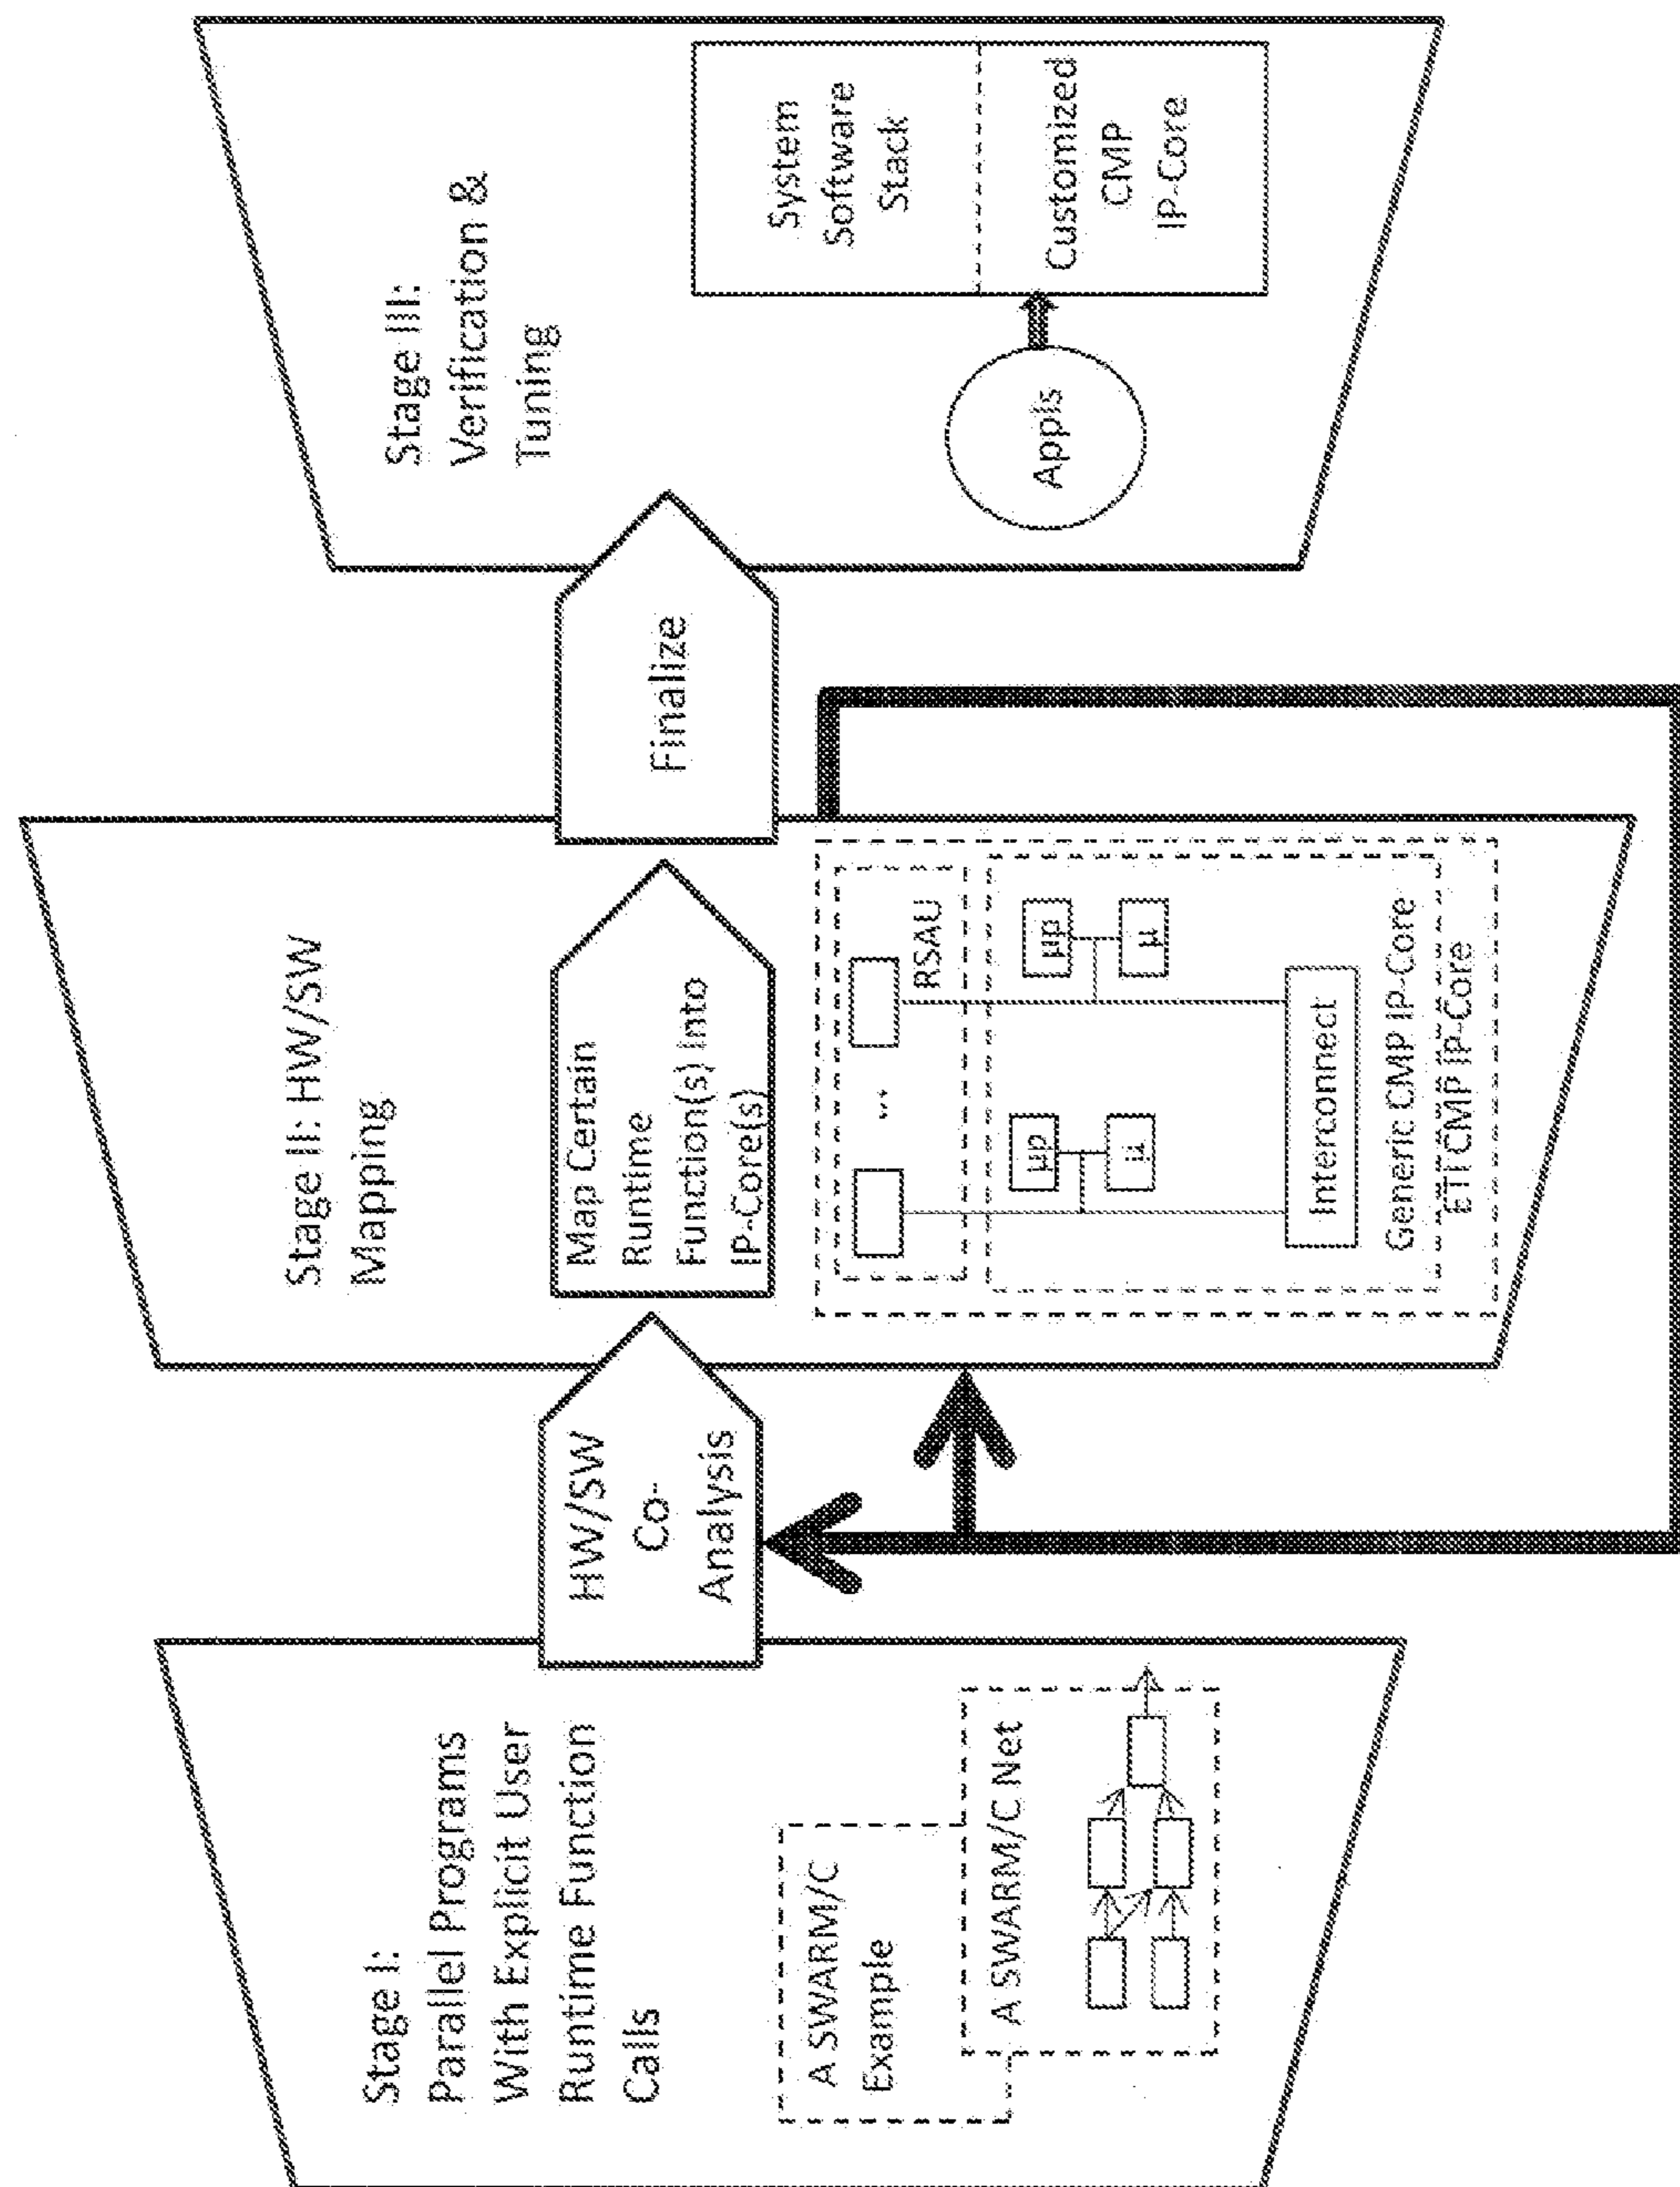 Stage I:
Parallel Programs
With Explicit User
Runtime Function
Calls
A SWARM/C
Example
A SWARM/C Net
HW/SW
Co-
Analysis
Stage II: HW/SW
Mapping
Map Certain
Runtime
Function(s) Into
IP-Core(s)
...
RSAU
µp
µ
µp
µ
Interconnect
Generic CMP IP-Core
ETI CMP IP-Core
Finalize
Stage III:
Verification &
Tuning
Appls
System
Software
Stack
Customized
CMP
IP-Core